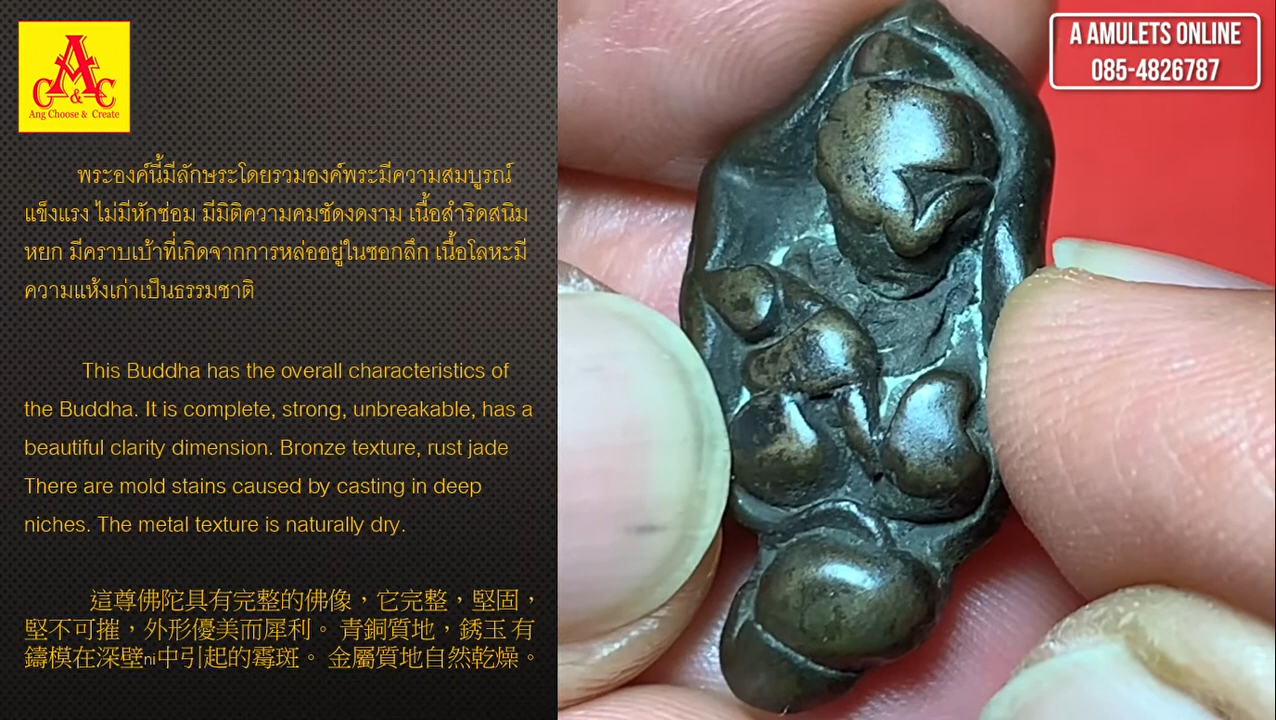 A
C & C
Ang Choose & Create
A AMULETS ONLINE
085-4826787
พระองค์นี้มีลักษระโดยรวมองค์พระมีความสมบูรณ์
แข็งแรง ไม่มีหักซ่อม มีมิติความคมชัดงดงาม เนื้อสำริดสนิม
หยก มีคราบเบ้าที่เกิดจากการหล่ออยู่ในซอกลึก เนื้อโลหะมี
ความแห้งเก่าเป็นธรรมชาติ
This Buddha has the overall characteristics of
the Buddha. It is complete, strong, unbreakable, has a
beautiful clarity dimension. Bronze texture, rust jade
There are mold stains caused by casting in deep
niches. The metal texture is naturally dry.
這尊佛陀具有完整的佛像，它完整，堅固，
堅不可摧，外形優美而犀利。 青銅質地，銹玉 有
鑄模在深壁ni中引起的霉斑。 金屬質地自然乾燥。